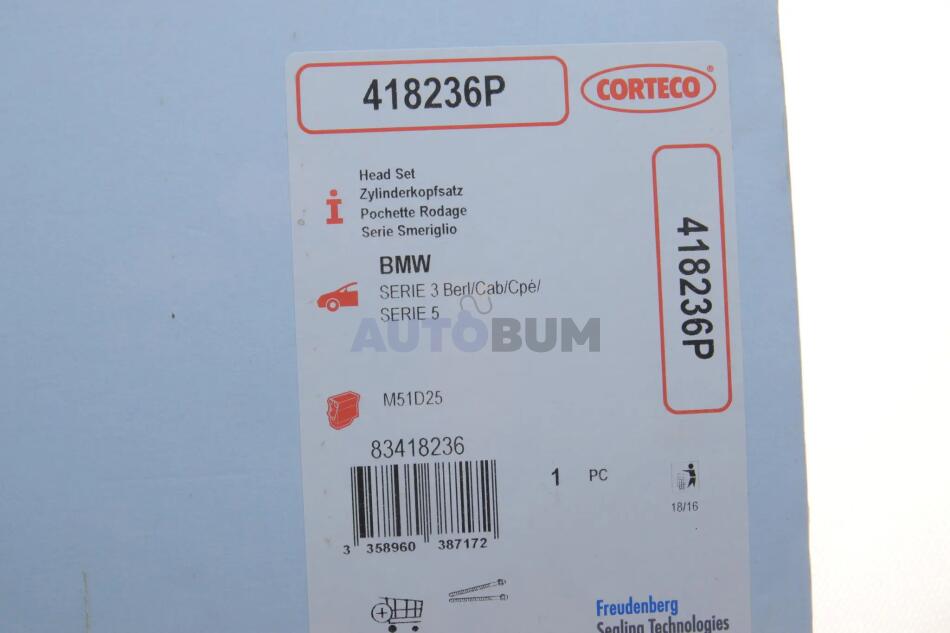 418236P
CORTECO®
Head Set
Zylinderkopfsatz
Pochette Rodage
Serie Smeriglio
BMW
SERIE 3 Berl/Cab/Cpé/
SERIE 5
AUTOBUM
418236P
M51D25
83418236
1 PC
18/16
3 358960 387172
Freudenberg
Sealing Technologies